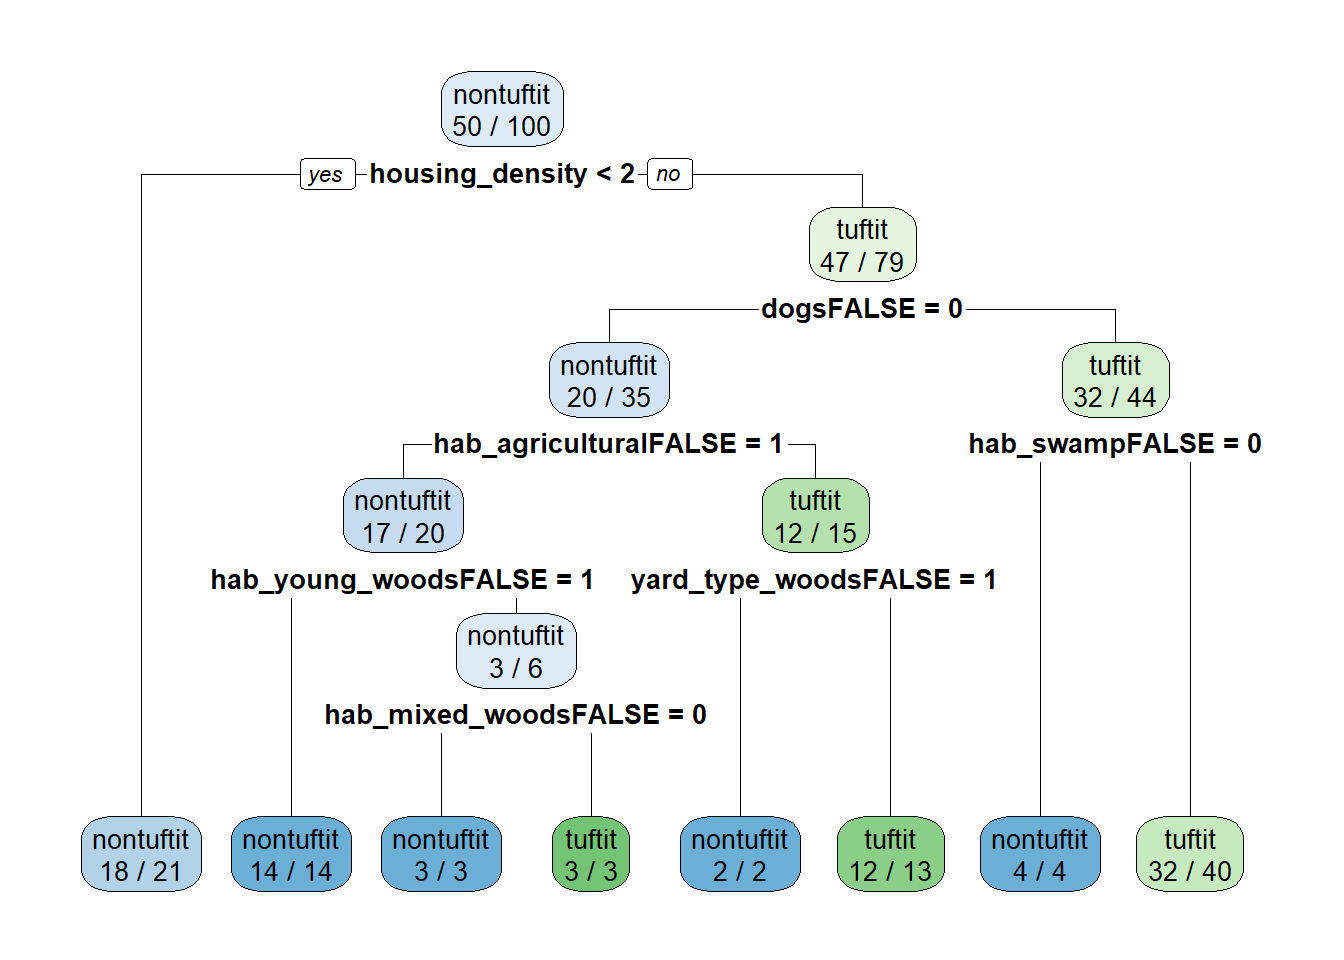 nontuftit
50 / 100
yes housing_density < 2 no
tuftit
47 / 79
dogsFALSE = 0
nontuftit
20 / 35
tuftit
32 / 44
hab_agriculturalFALSE = 1
hab_swampFALSE = 0
nontuftit
17 / 20
tuftit
12 / 15
hab_young_woodsFALSE = 1
yard_type_woodsFALSE = 1
nontuftit
3 / 6
hab_mixed_woodsFALSE = 0
nontuftit
18 / 21
nontuftit
14 / 14
nontuftit
3 / 3
tuftit
3 / 3
nontuftit
2 / 2
tuftit
12 / 13
nontuftit
4 / 4
tuftit
32 / 40